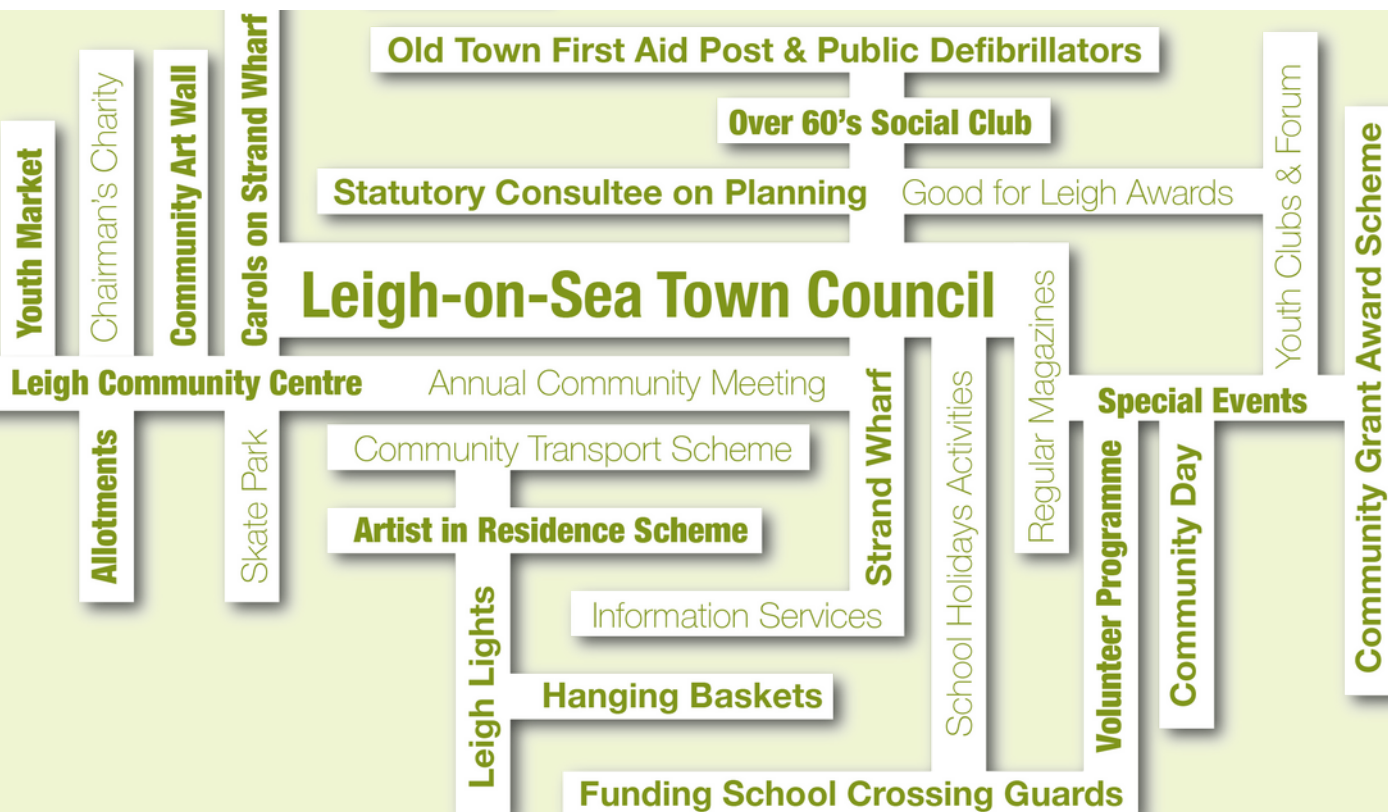 Old Town First Aid Post & Public Defibrillators
Over 60's Social Club
Statutory Consultee on Planning
Good for Leigh Awards
Youth Market
Chairman's Charity
Community Art Wall
Carols on Strand Wharf
Leigh-on-Sea Town Council
Regular Magazines
Youth Clubs & Forum
Community Grant Award Scheme
Leigh Community Centre
Annual Community Meeting
Special Events
Allotments
Skate Park
Community Transport Scheme
Artist in Residence Scheme
Strand Wharf
School Holidays Activities
Volunteer Programme
Community Day
Information Services
Leigh Lights
Hanging Baskets
Funding School Crossing Guards